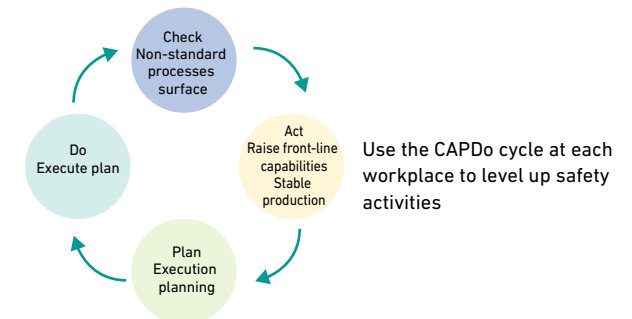 Check
Non-standard
processes
surface
Act
Raise front-line
capabilities
Stable
production
Do
Execute plan
Plan
Execution
planning
Use the CAPDo cycle at each
workplace to level up safety
activities